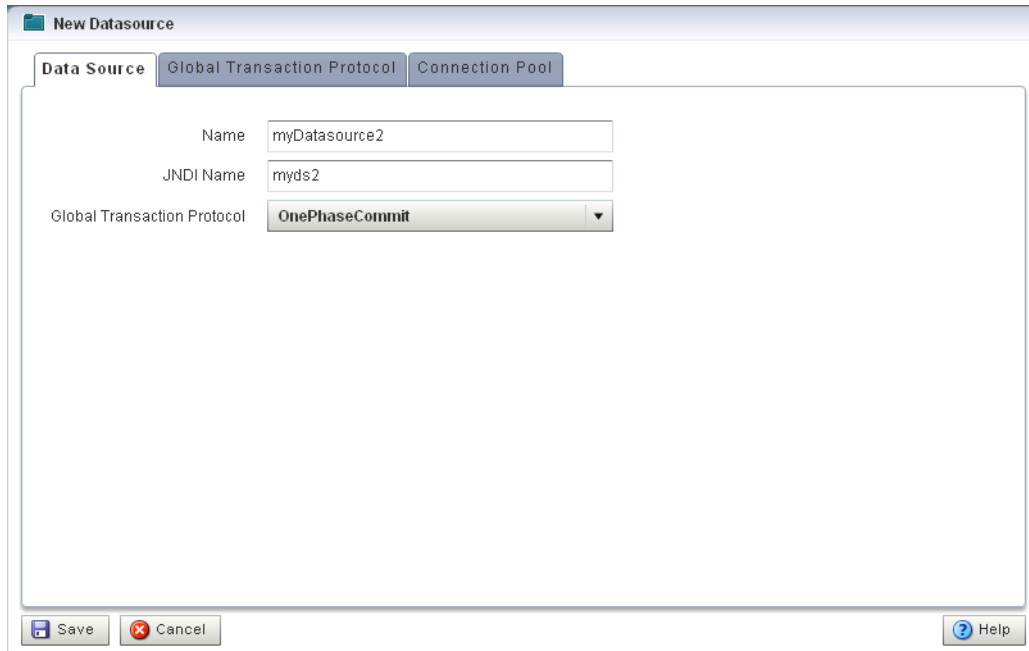 New Datasource
Data Source Global Transaction Protocol Connection Pool
Name myDatasource2
JNDI Name myds2
Global Transaction Protocol OnePhaseCommit
Save Cancel ? Help